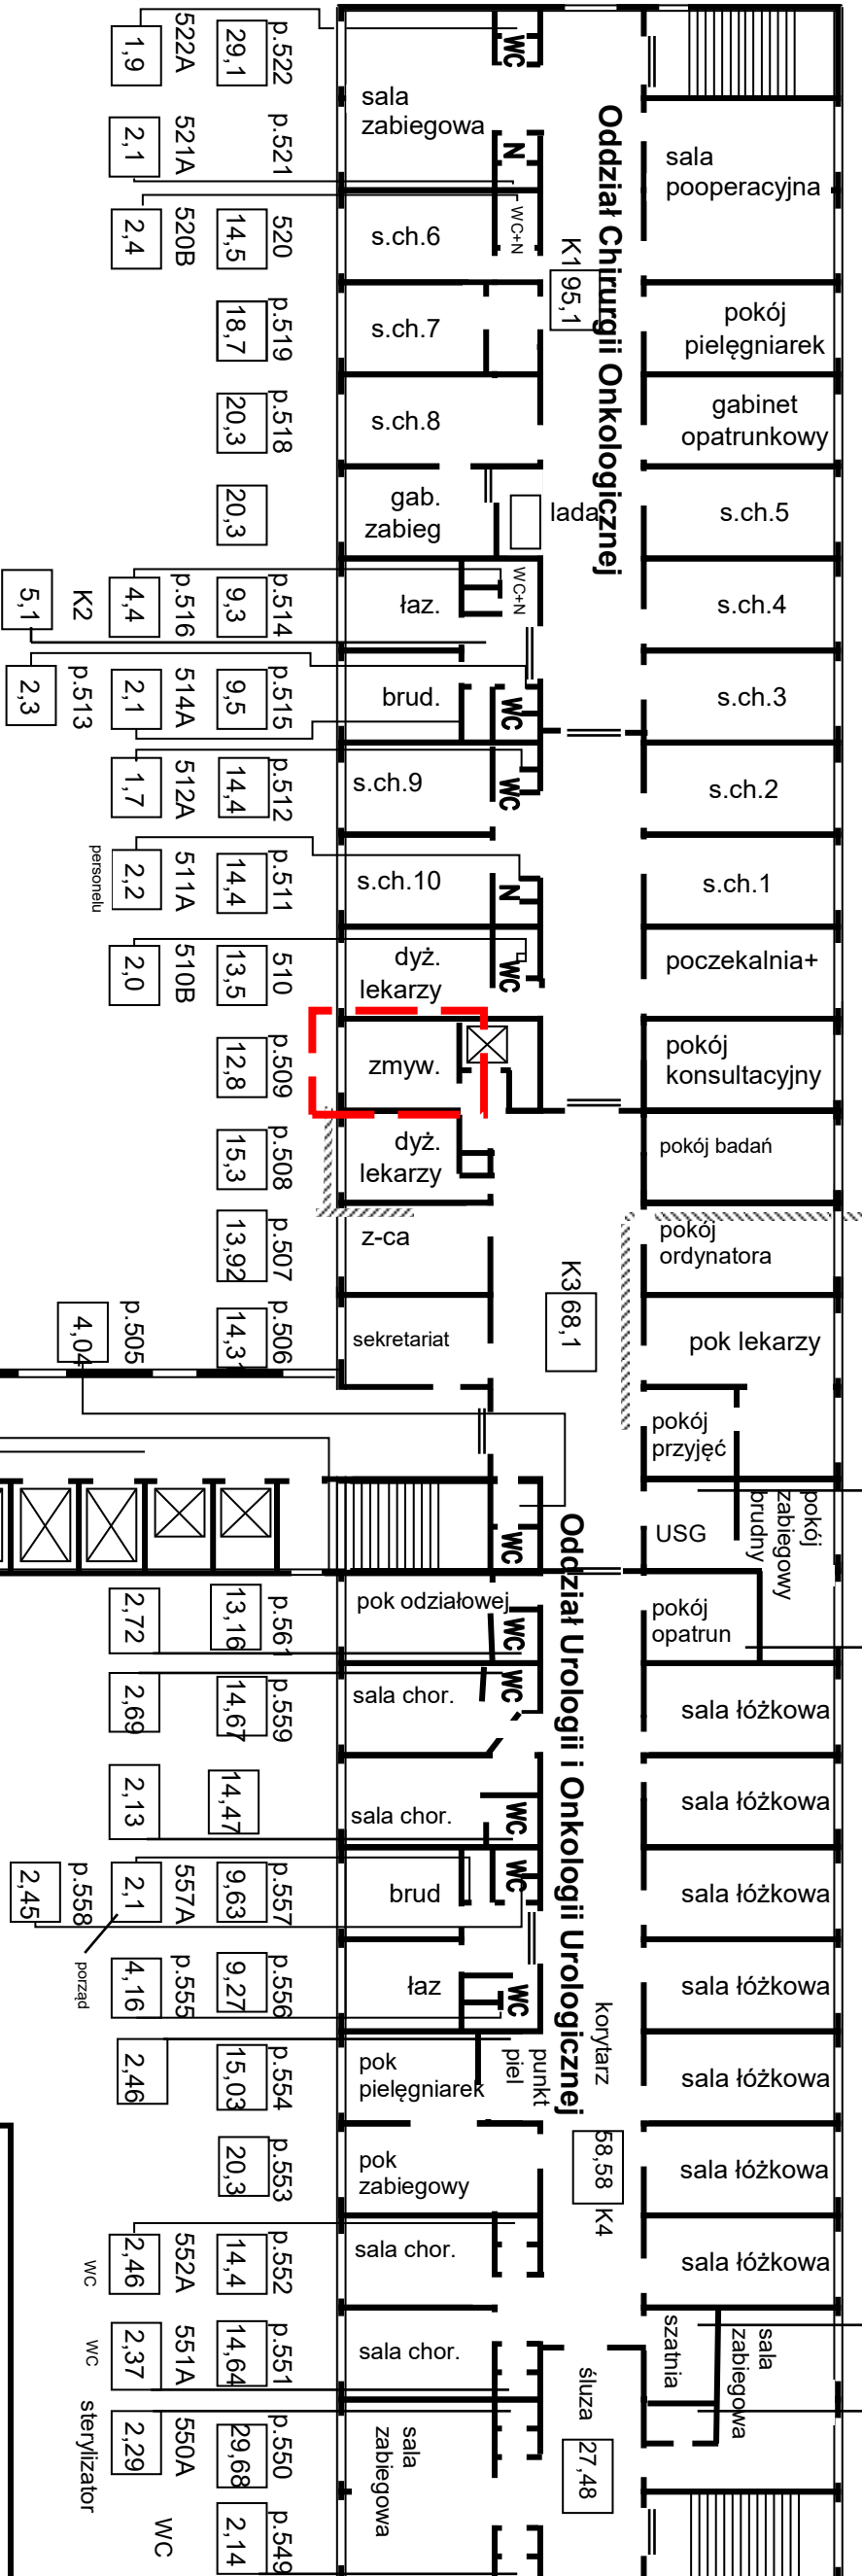 p.522
29,1
522A
1,9
p.521
521A
2,1
520
14,5
520B
2,4
p.519
18,7
p.518
20,3
20,3
p.514
9,3
p.516
4,4
K2
5,1
p.515
9,5
514A
2,1
p.513
2,3
p.512
14,4
512A
1,7
p.511
14,4
511A
2,2
personelu
510
13,5
510B
2,0
p.509
12,8
p.508
15,3
p.507
13,92
p.506
14,31
p.505
4,04
p.561
13,16
2,72
p.559
14,67
2,69
14,47
2,13
p.557
9,63
557A
2,1
p.558
2,45
porząd
p.556
9,27
p.555
4,16
p.554
15,03
2,46
p.553
20,3
p.552
14,4
552A
2,46
WC
p.551
14,64
551A
2,37
WC
p.550
29,68
550A
2,29
sterylizator
p.549
2,14
WC
sala
zabiegowa
WC
N
WC+N
s.ch.6
s.ch.7
s.ch.8
gab.
zabieg
lada
łaz.
WC+N
brud.
WC
s.ch.9
WC
s.ch.10
N
dyż.
lekarzy
WC
zmyw.
dyż.
lekarzy
z-ca
sekretariat
WC
pok odziałowej
WC
sala chor.
WC
sala chor.
WC
brud
WC
łaz
WC
pok
pielęgniarek
punkt
piel
pok
zabiegowy
sala chor.
sala chor.
sala
zabiegowa
Oddział Chirurgii Onkologicznej
K1
95,1
K3
68,1
Oddział Urologii i Onkologii Urologicznej
korytarz
58,58
K4
śluza
27,48
sala
pooperacyjna
pokój
pielęgniarek
gabinet
opatrunkowy
s.ch.5
s.ch.4
s.ch.3
s.ch.2
s.ch.1
poczekalnia+
pokój
konsultacyjny
pokój badań
pokój
ordynatora
pok lekarzy
pokój
przyjęć
USG
pokój
zabiegowy
brudny
pokój
opatrun
sala łóżkowa
sala łóżkowa
sala łóżkowa
sala łóżkowa
sala łóżkowa
sala łóżkowa
sala łóżkowa
szatnia
sala
zabiegowa